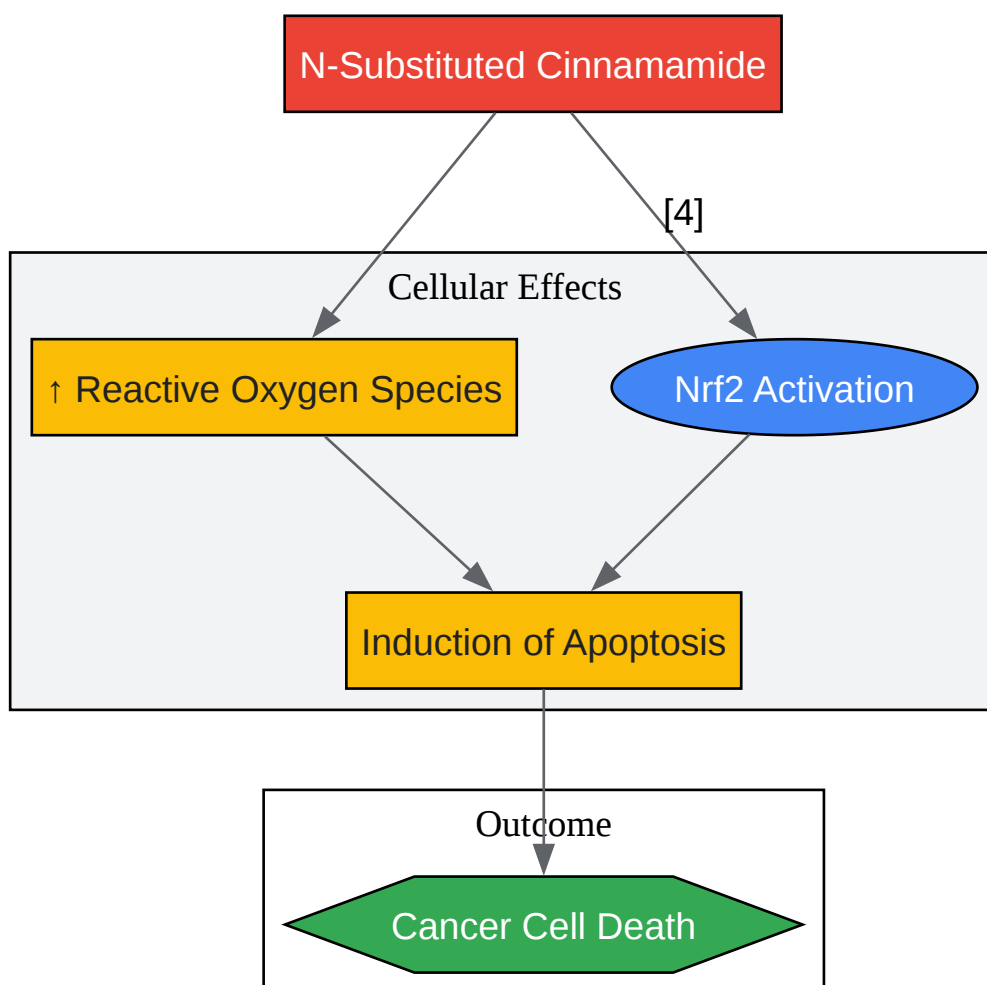 N-Substituted Cinnamamide
[4]
Cellular Effects
↑ Reactive Oxygen Species
Nrf2 Activation
Induction of Apoptosis
Outcome
Cancer Cell Death